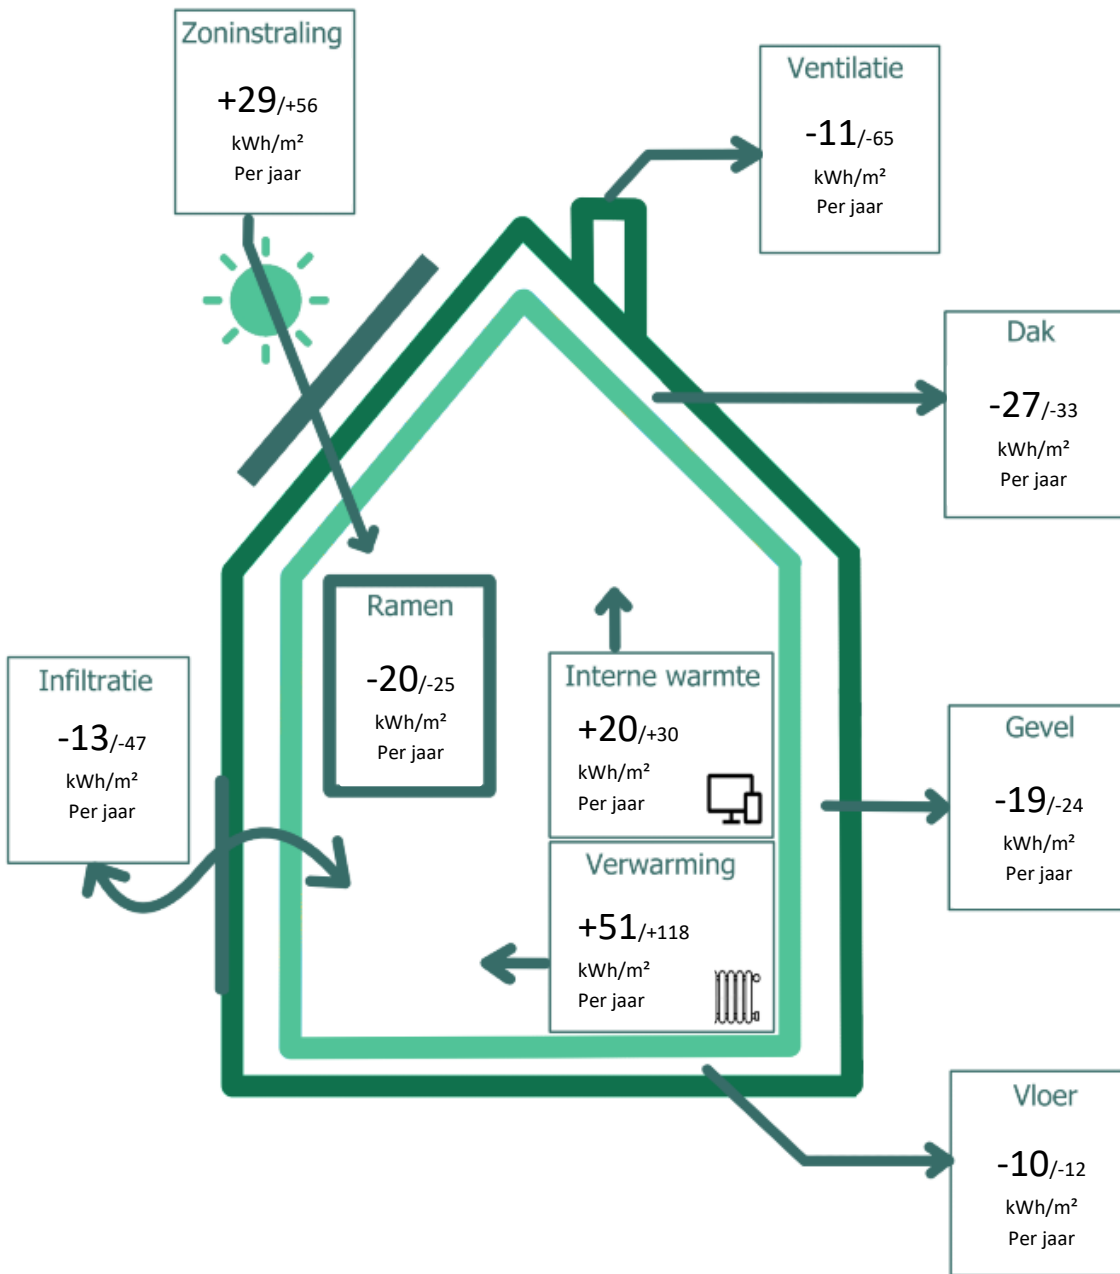 Zoninstraling
+29/+56
kWh/m²
Per jaar
Ventilatie
-11/-65
kWh/m²
Per jaar
Dak
-27/-33
kWh/m²
Per jaar
Ramen
-20/-25
kWh/m²
Per jaar
Infiltratie
-13/-47
kWh/m²
Per jaar
Interne warmte
+20/+30
kWh/m²
Per jaar
Gevel
-19/-24
kWh/m²
Per jaar
Verwarming
+51/+118
kWh/m²
Per jaar
Vloer
-10/-12
kWh/m²
Per jaar